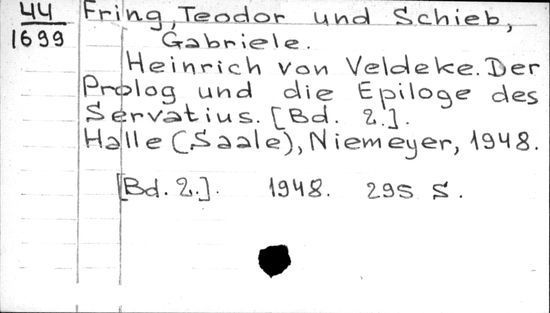 44
1699
Fring, Teodor und Schieb,
Gabriele.
Heinrich von Veldeke. Der
Prolog und die Epiloge des
Servatius. [Bd. 2.].
Halle (Saale), Niemeyer, 1948.
[Bd. 2.]. 1948. 295 S.